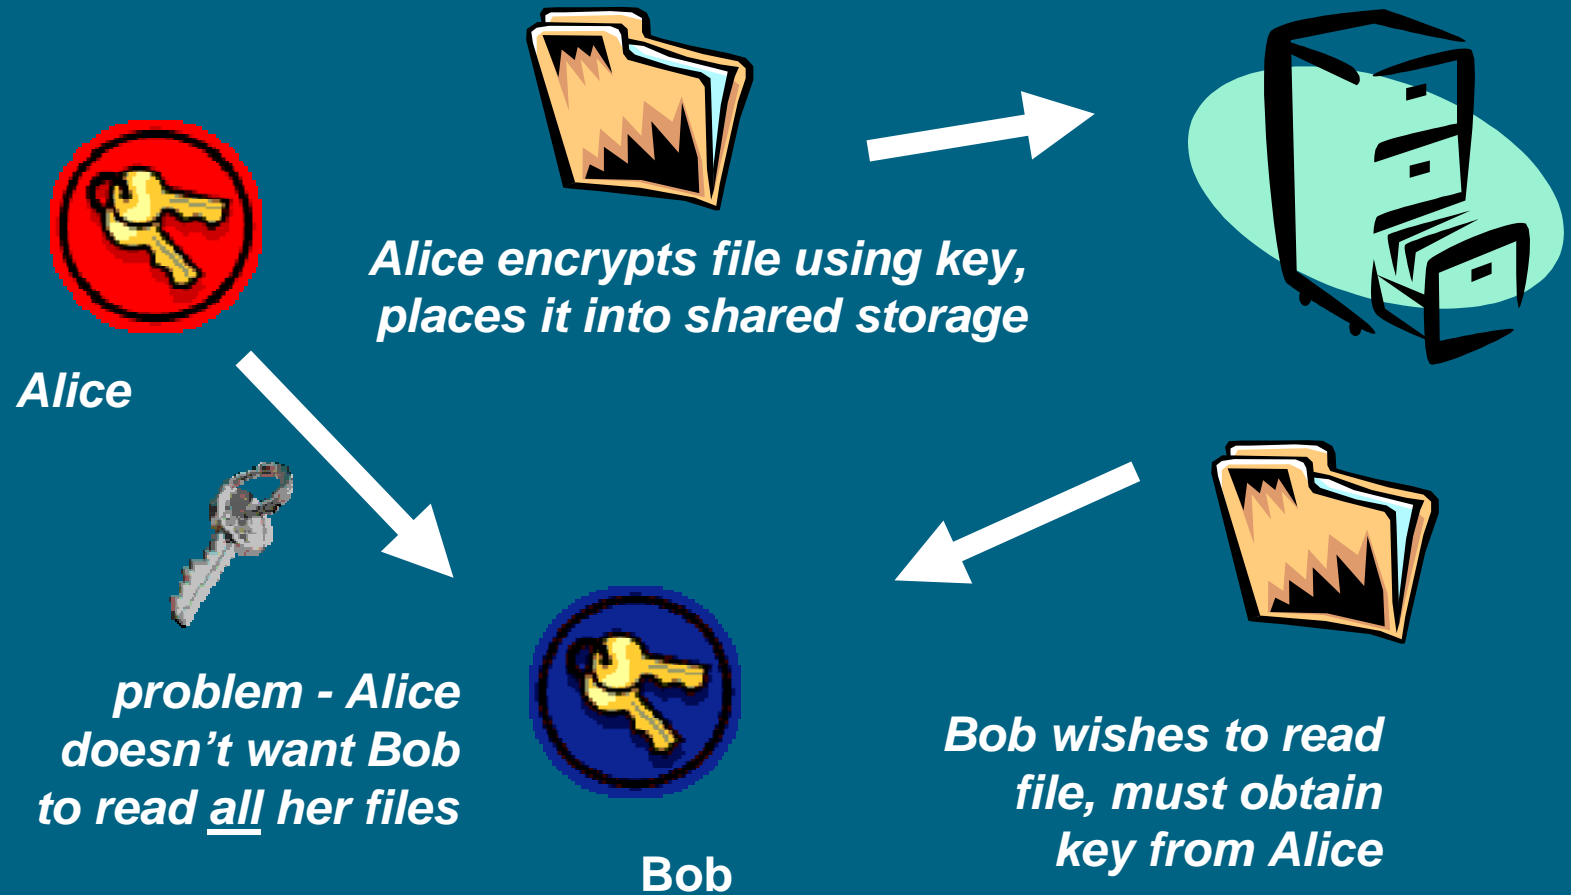 Alice encrypts file using key,
places it into shared storage
Alice
problem - Alice
doesn’t want Bob
to read all her files
Bob wishes to read
file, must obtain
key from Alice
Bob